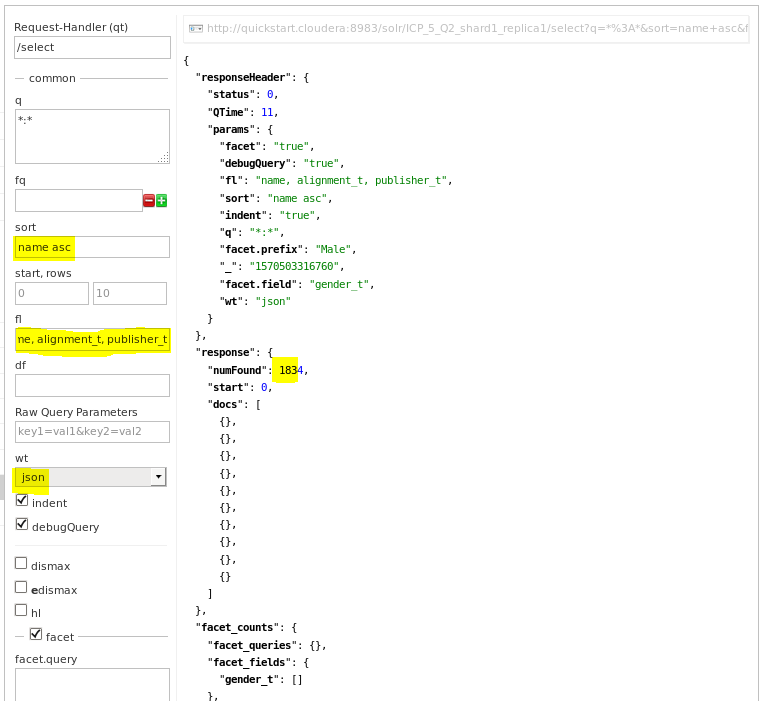 Request-Handler (qt)
/select
common
q
*:*
fq
sort
name asc
start, rows
0
10
fl
me, alignment_t, publisher_t
df
Raw Query Parameters
key1=val1&key2=val2
wt
json
indent
debugQuery
dismax
edismax
hl
facet
facet.query
http://quickstart.cloudera:8983/solr/ICP_5_Q2_shard1_replica1/select?q=*%3A*&sort=name+asc&f
{
"responseHeader": {
"status": 0,
"QTime": 11,
"params": {
"facet": "true",
"debugQuery": "true",
"fl": "name, alignment_t, publisher_t",
"sort": "name asc",
"indent": "true",
"q": "*:*",
"facet.prefix": "Male",
"_": "1570503316760",
"facet.field": "gender_t",
"wt": "json"
}
},
"response": {
"numFound": 1834,
"start": 0,
"docs": [
{},
{},
{},
{},
{},
{},
{},
{},
{},
{}
]
},
"facet_counts": {
"facet_queries": {},
"facet_fields": {
"gender_t": []
},